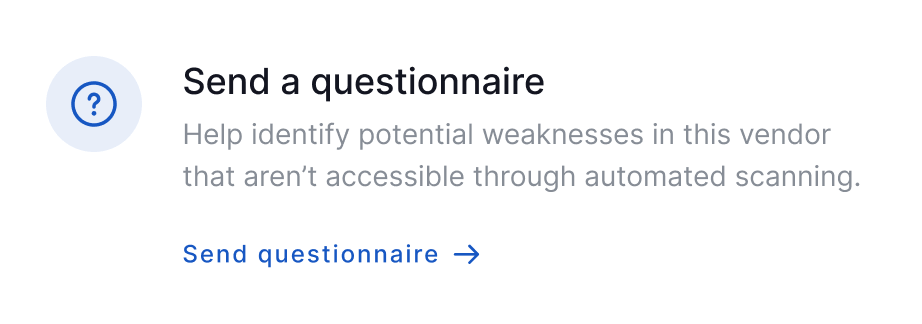 Send a questionnaire
Help identify potential weaknesses in this vendor
that aren’t accessible through automated scanning.
Send questionnaire →